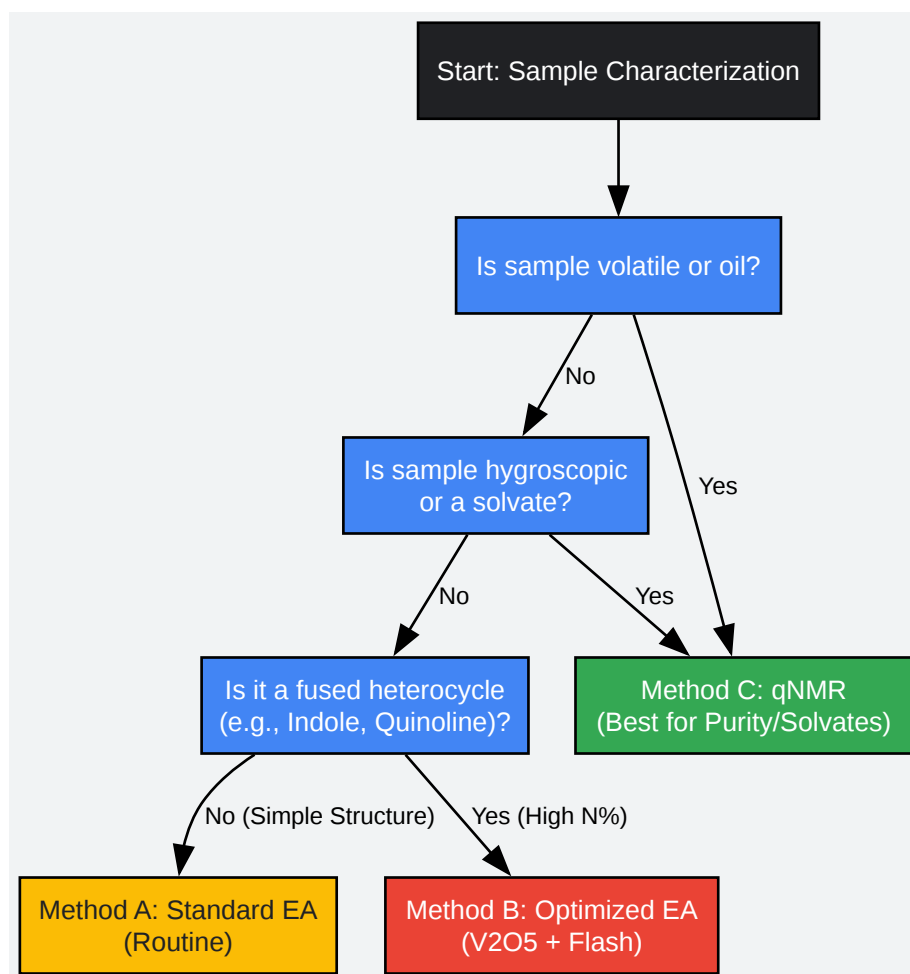 Start: Sample Characterization
Is sample volatile or oil?
No
Yes
Is sample hygroscopic
or a solvate?
No
Yes
Is it a fused heterocycle
(e.g., Indole, Quinoline)?
Method C: qNMR
(Best for Purity/Solvates)
No (Simple Structure)
Yes (High N%)
Method A: Standard EA
(Routine)
Method B: Optimized EA
(V2O5 + Flash)